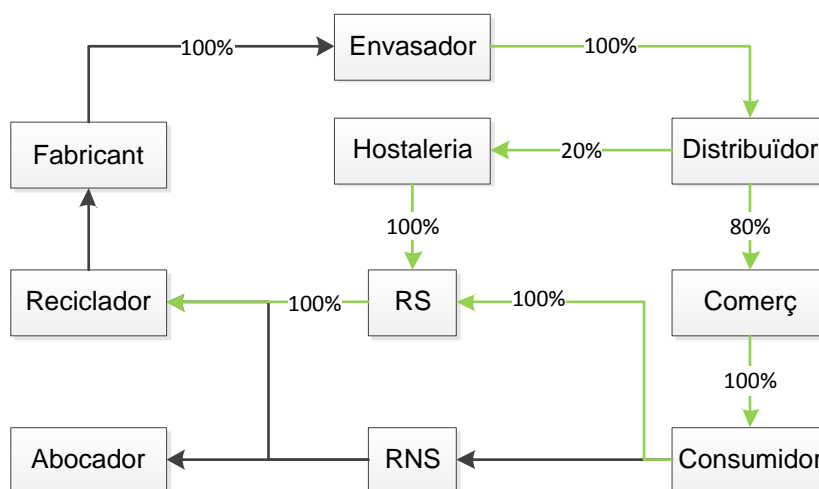 Envasador
100%
100%
Fabricant
Hostaleria
20%
Distribuïdor
100%
80%
Reciclador
100%
RS
100%
Comerç
100%
Abocador
RNS
Consumidor